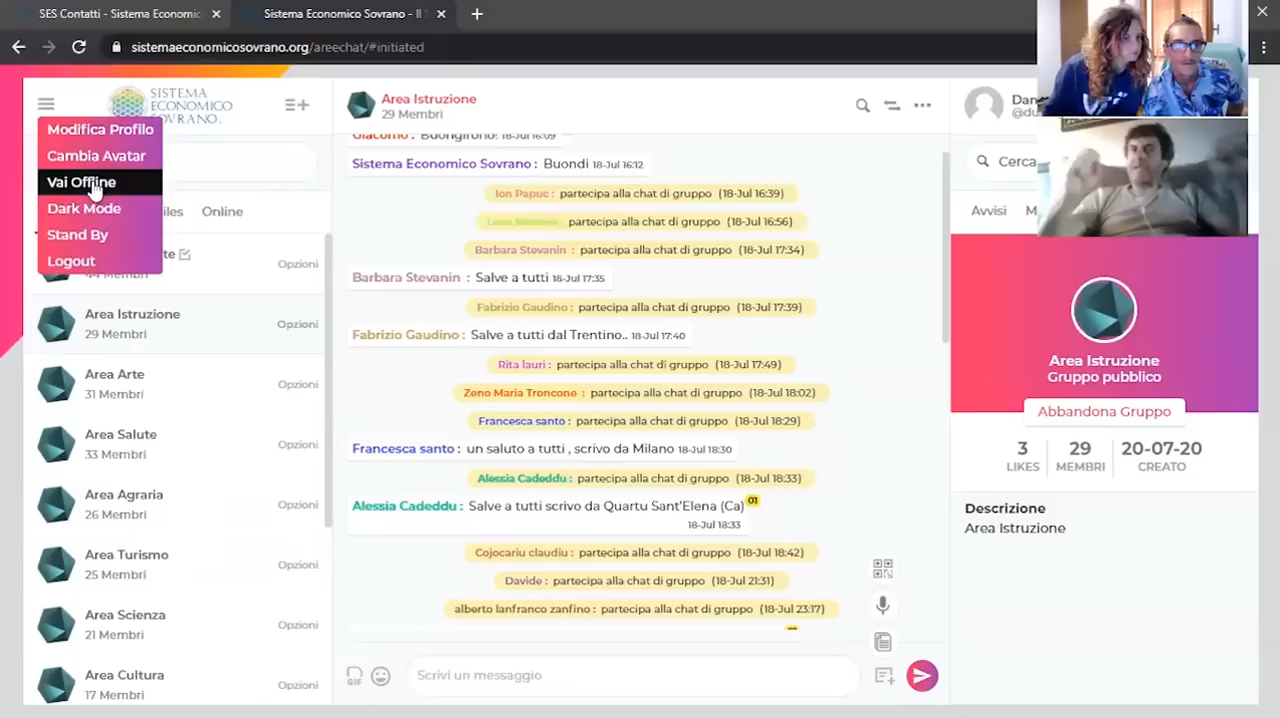 SES Contatti - Sistema Economic
Sistema Economico Sovrano - Il
sistemaeconomicosovrano.org/areechat/#initiated
SISTEMA
ECONOMICO
SOVRANO
Modifica Profilo
Cambia Avatar
Vai Offline
Dark Mode
Stand By
Logout
Online
Opzioni
44 Membri
Area Istruzione
29 Membri
Opzioni
Area Arte
31 Membri
Opzioni
Area Salute
33 Membri
Opzioni
Area Agraria
26 Membri
Opzioni
Area Turismo
25 Membri
Opzioni
Area Scienza
21 Membri
Opzioni
Area Cultura
17 Membri
Opzioni
Area Istruzione
29 Membri
Giacomo : Buongirono! 18-Jul 16:09
Sistema Economico Sovrano : Buondi 18-Jul 16:12
Ion Papuc : partecipa alla chat di gruppo (18-Jul 16:39)
partecipa alla chat di gruppo (18-Jul 16:56)
Barbara Stevanin : partecipa alla chat di gruppo (18-Jul 17:34)
Barbara Stevanin : Salve a tutti 18-Jul 17:35
Fabrizio Gaudino : partecipa alla chat di gruppo (18-Jul 17:39)
Fabrizio Gaudino : Salve a tutti dal Trentino.. 18-Jul 17:40
Rita lauri : partecipa alla chat di gruppo (18-Jul 17:49)
Zeno Maria Troncone : partecipa alla chat di gruppo (18-Jul 18:02)
Francesca santo : partecipa alla chat di gruppo (18-Jul 18:29)
Francesca santo : un saluto a tutti , scrivo da Milano 18-Jul 18:30
Alessia Cadeddu : partecipa alla chat di gruppo (18-Jul 18:33)
Alessia Cadeddu : Salve a tutti scrivo da Quartu Sant'Elena (Ca) 01
18-Jul 18:33
Cojocariu claudiu : partecipa alla chat di gruppo (18-Jul 18:42)
Davide : partecipa alla chat di gruppo (18-Jul 21:31)
alberto lanfranco zanfino : partecipa alla chat di gruppo (18-Jul 23:17)
GIF
Scrivi un messaggio
Dan
@du
Cerca
Avvisi M
Area Istruzione
Gruppo pubblico
Abbandona Gruppo
3 29 20-07-20
LIKES MEMBRI CREATO
Descrizione
Area Istruzione